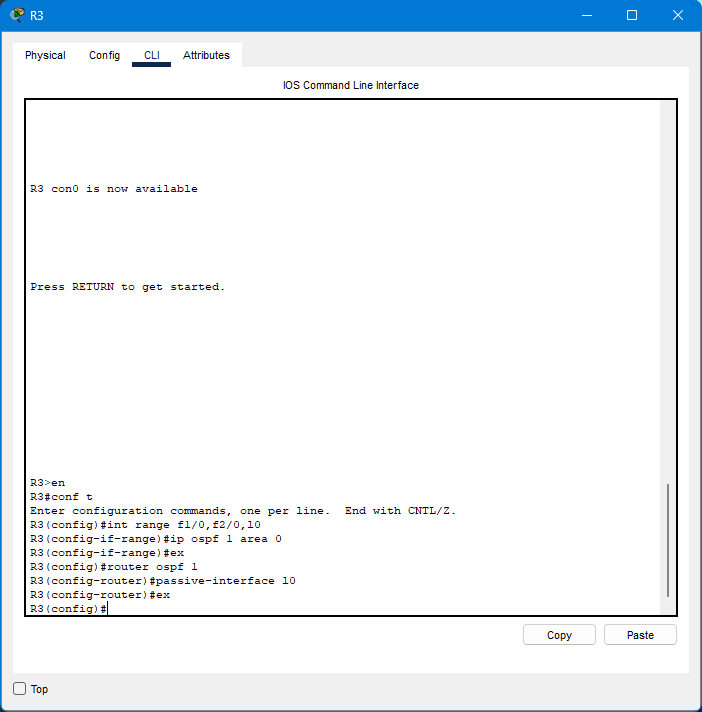 R3
Physical Config CLI Attributes
IOS Command Line Interface
R3 con0 is now available
Press RETURN to get started.
R3>en
R3#conf t
Enter configuration commands, one per line.  End with CNTL/Z.
R3(config)#int range f1/0,f2/0,l0
R3(config-if-range)#ip ospf 1 area 0
R3(config-if-range)#ex
R3(config)#router ospf 1
R3(config-router)#passive-interface l0
R3(config-router)#ex
R3(config)#
Copy Paste
Top